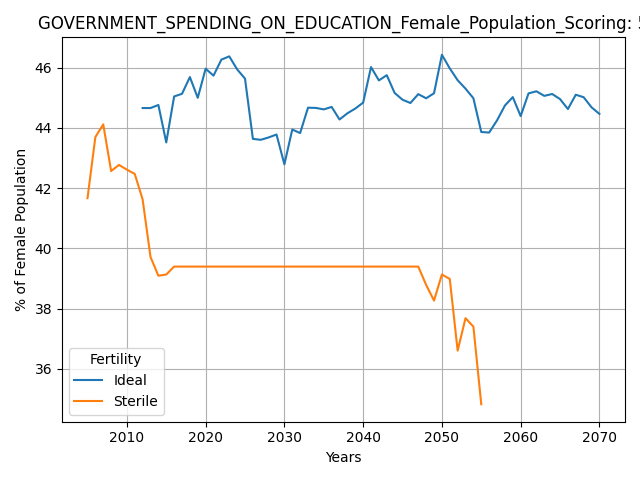 GOVERNMENT_SPENDING_ON_EDUCATION_Female_Population_Scoring: 5
% of Female Population
46
44
42
40
38
36
Fertility
Ideal
Sterile
2010 2020 2030 2040 2050 2060 2070
Years